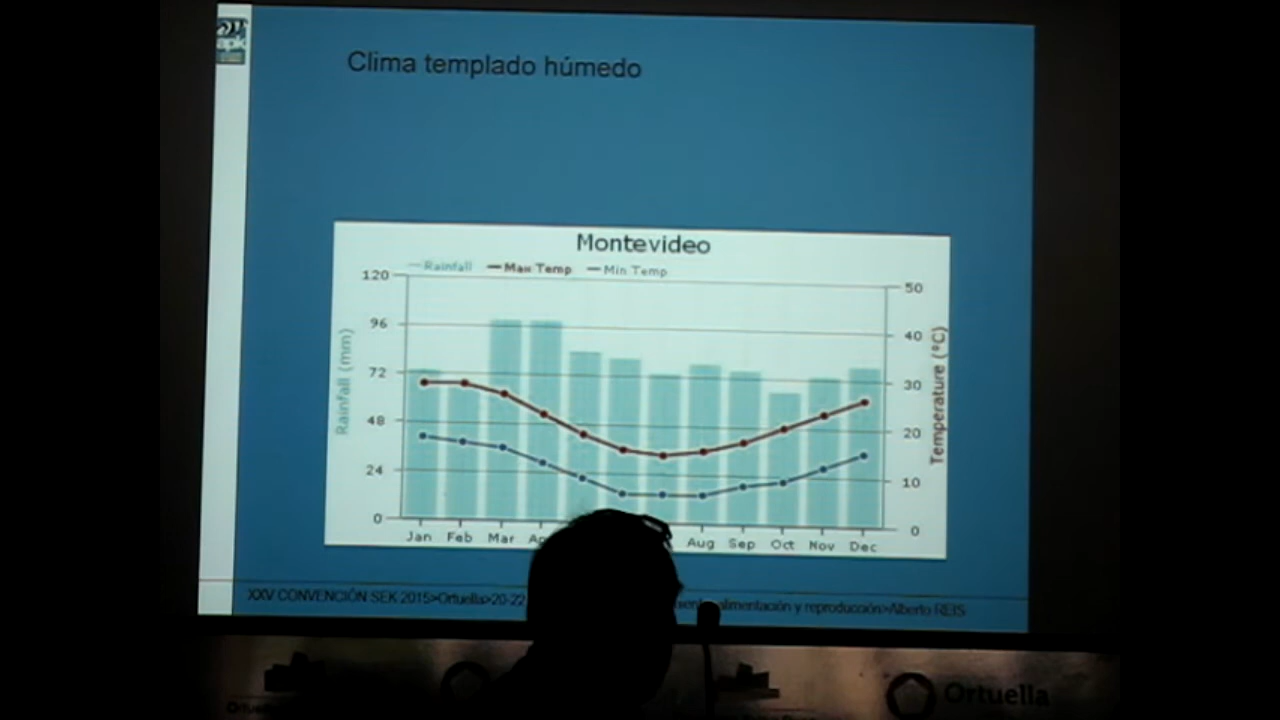 apk
Clima templado húmedo
Montevideo
Rainfall Max Temp Min Temp
120 50
96 40
72 30
48 20
24 10
0 0
Rainfall (mm)
Temperature (ºC)
Jan Feb Mar Aug Sep Oct Nov Dec
XXV CONVENCIÓN SEK 2015>Ortuella>20-22 alimentación y reproducción>Alberto REIS
Ortuella